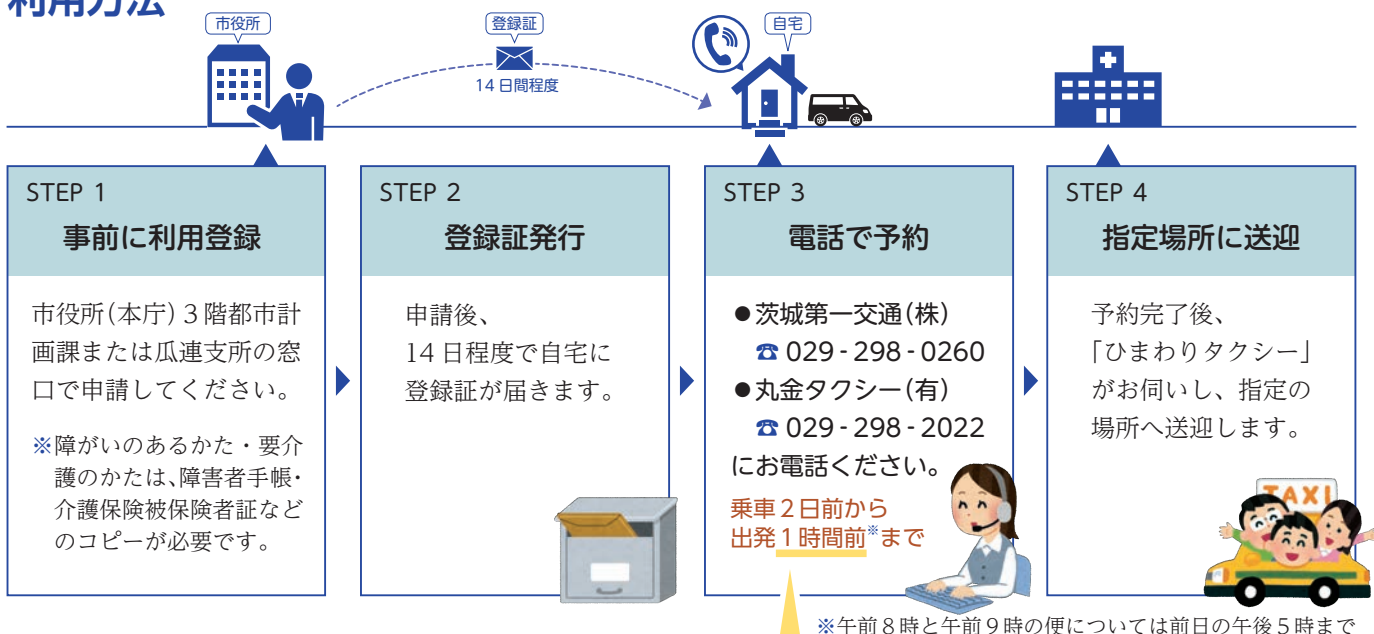 利用方法
市役所
登録証
14日間程度
自宅
STEP 1
事前に利用登録
市役所(本庁)３階都市計
画課または瓜連支所の窓
口で申請してください。
※障がいのあるかた・要介
護のかたは、障害者手帳・
介護保険被保険者証など
のコピーが必要です。
STEP 2
登録証発行
申請後、
14日程度で自宅に
登録証が届きます。
STEP 3
電話で予約
●茨城第一交通(株)
☎029-298-0260
●丸金タクシー(有)
☎029-298-2022
にお電話ください。
乗車２日前から
出発１時間前※まで
STEP 4
指定場所に送迎
予約完了後、
「ひまわりタクシー」
がお伺いし、指定の
場所へ送迎します。
TAXI
※午前８時と午前９時の便については前日の午後５時まで